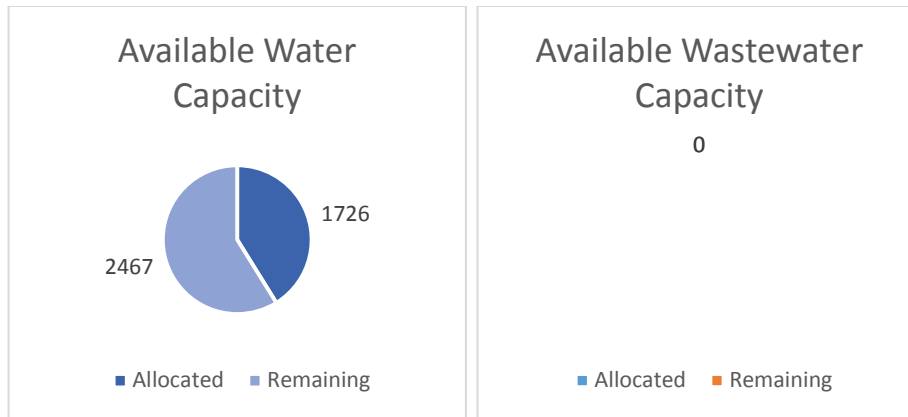 Available Water
Capacity
1726
2467
Allocated Remaining
Available Wastewater
Capacity
0
Allocated Remaining